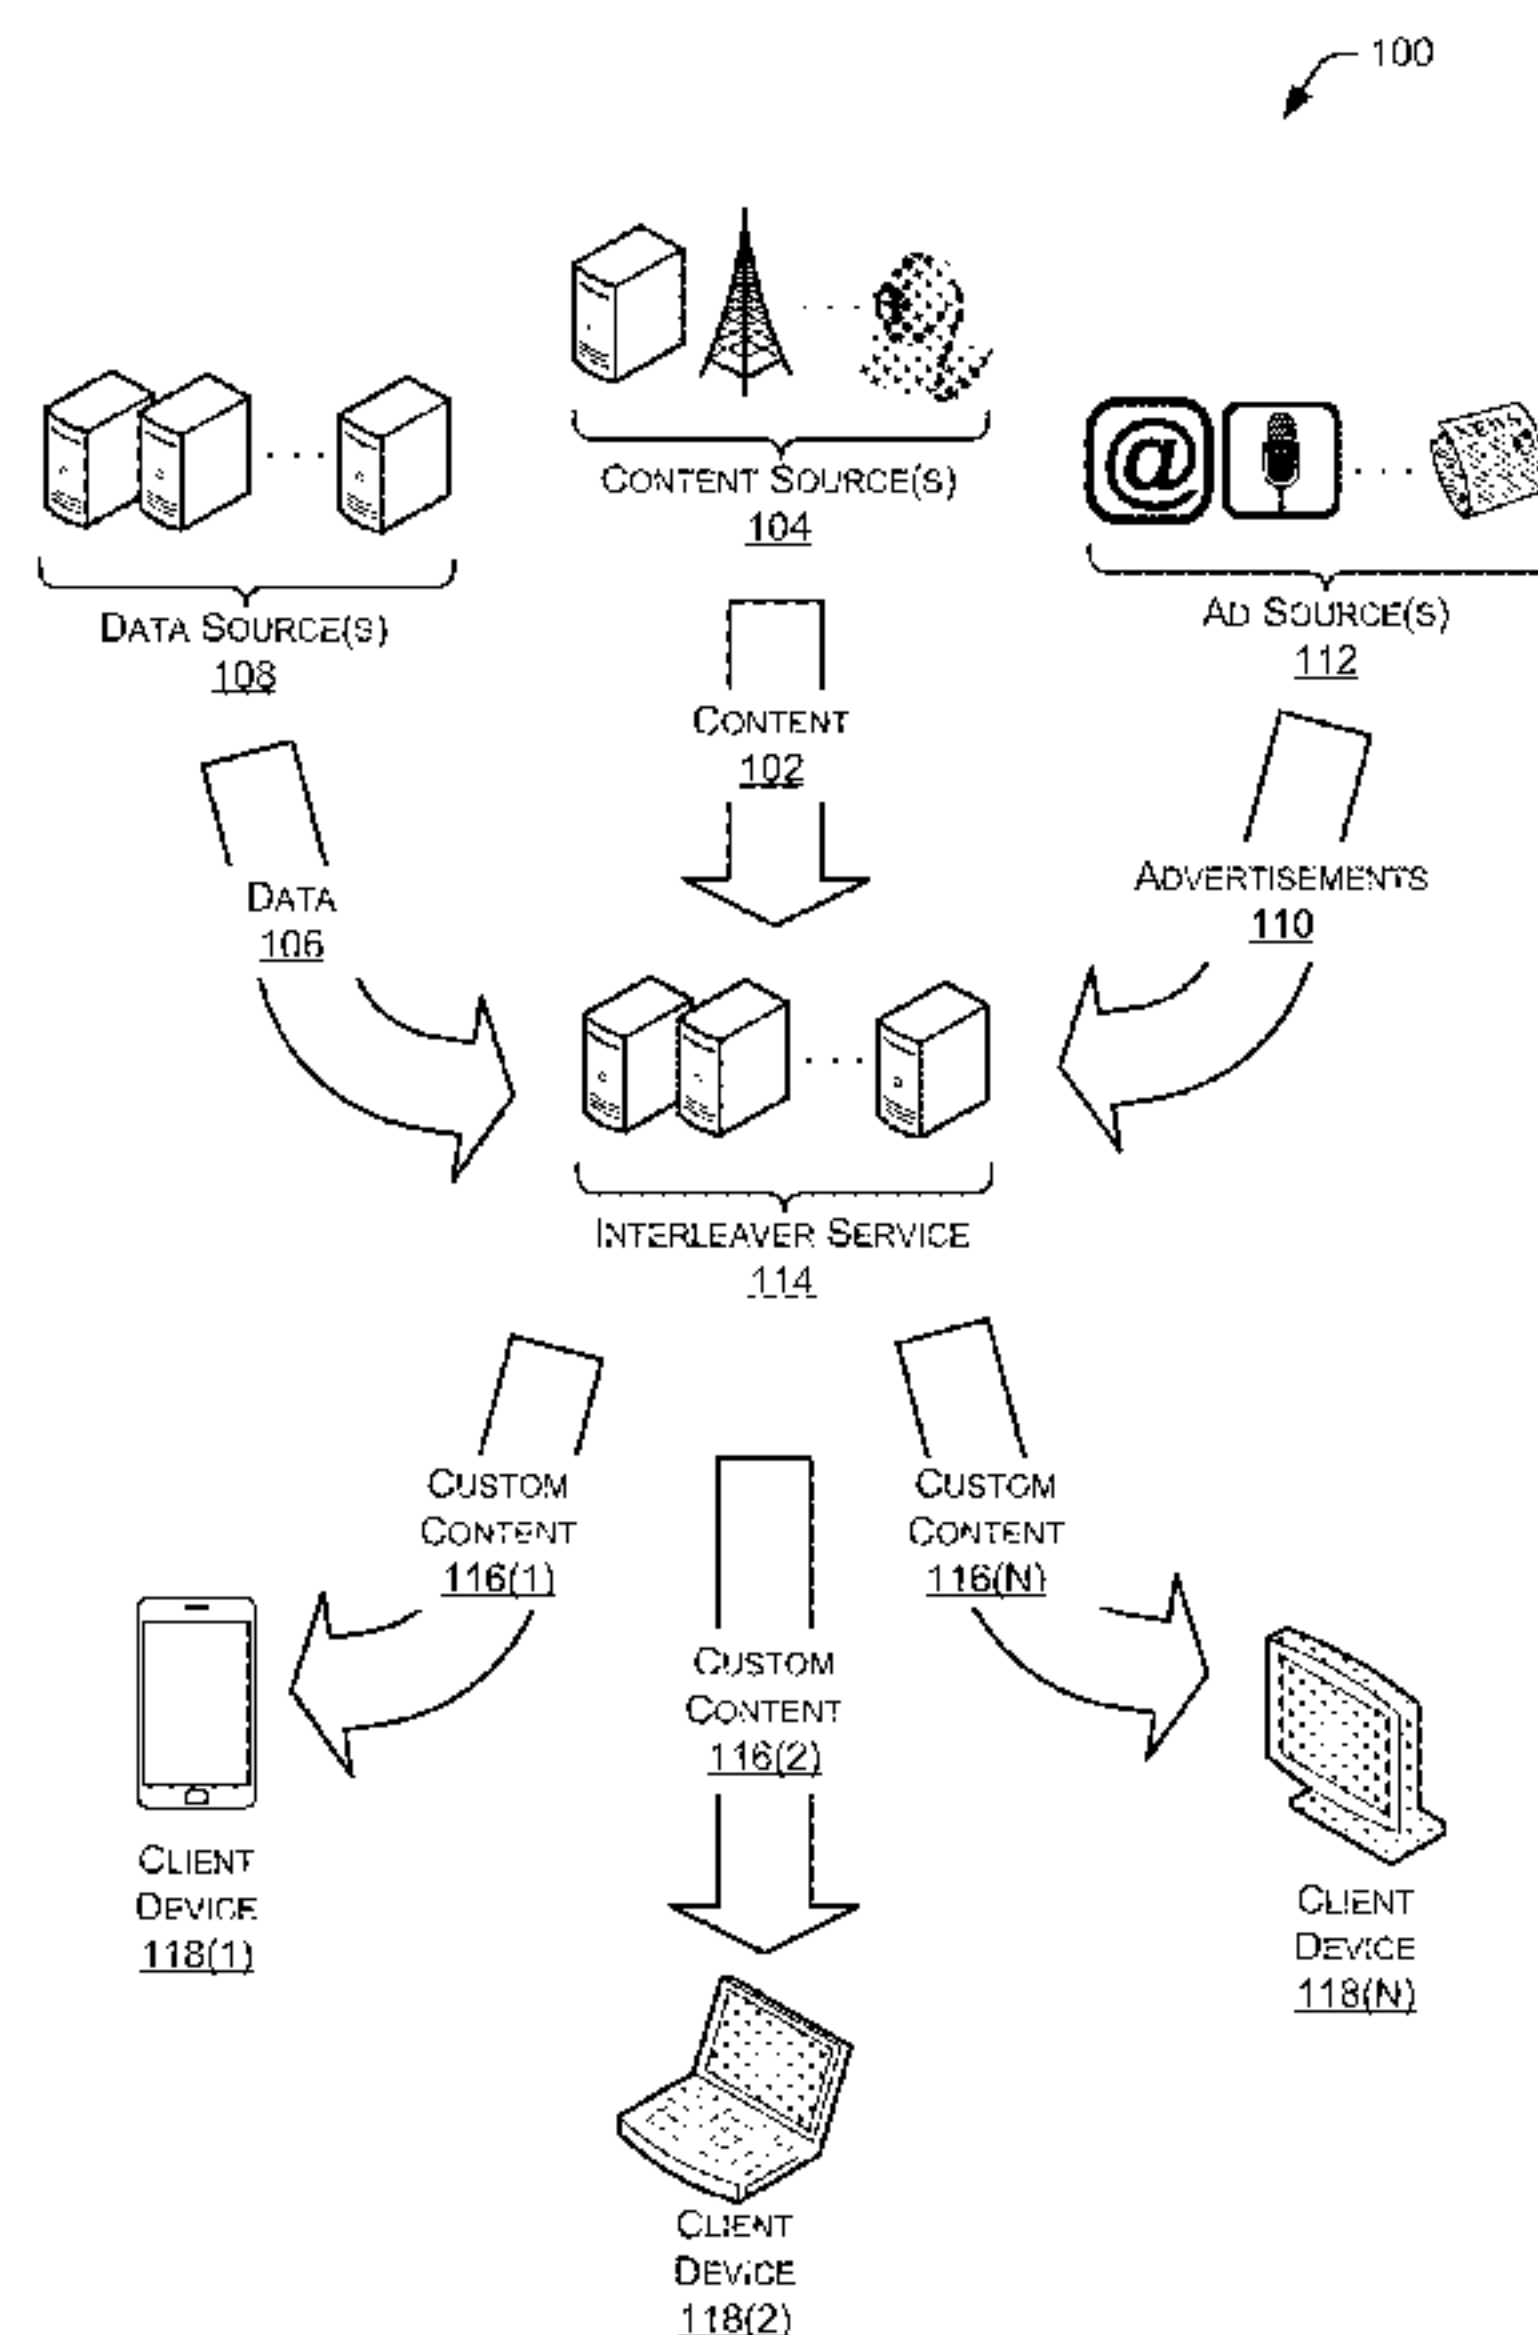 100
CONTENT SOURCE(S)
104
NEWS
DATA SOURCE(S)
108
AD SOURCE(S)
112
CONTENT
102
DATA
106
ADVERTISEMENTS
110
INTERLEAVER SERVICE
114
CUSTOM
CONTENT
116(1)
CUSTOM
CONTENT
116(2)
CUSTOM
CONTENT
116(N)
CLIENT
DEVICE
118(1)
CLIENT
DEVICE
118(N)
CLIENT
DEVICE
118(2)